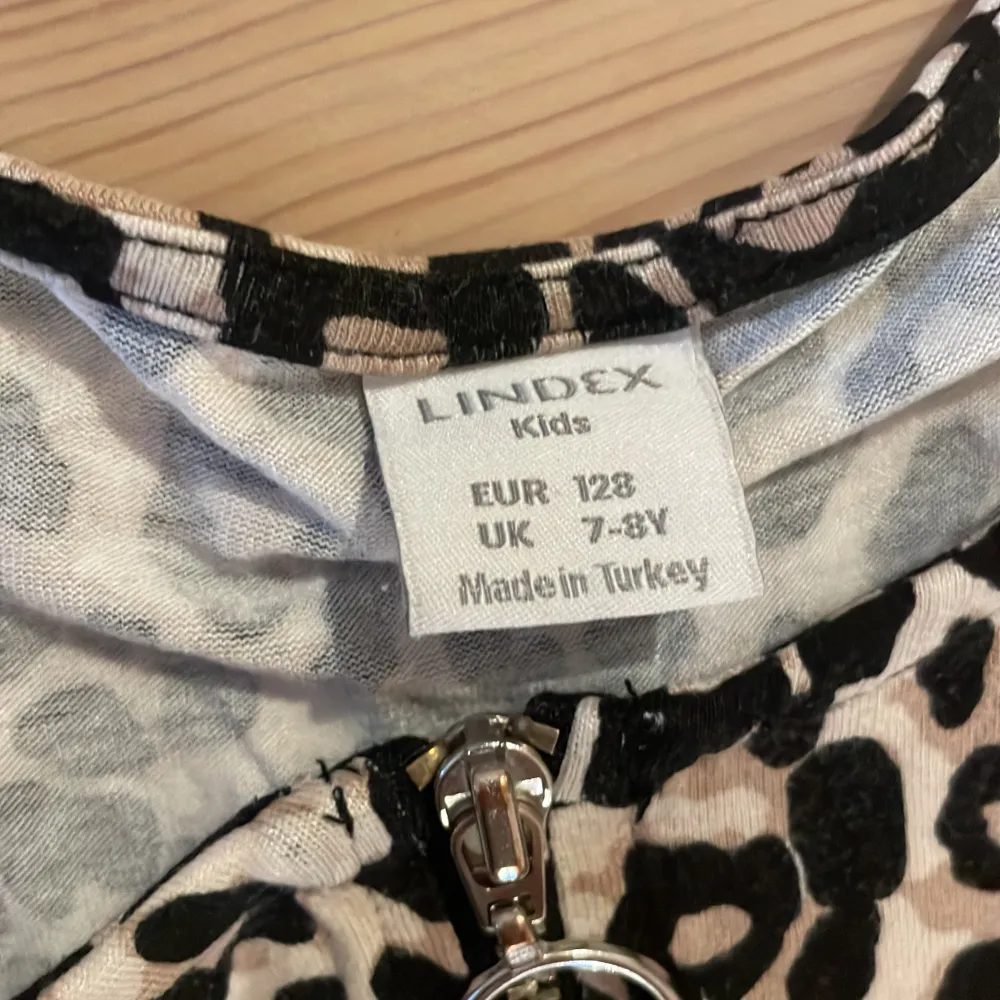 LINDEX
Kids
EUR 128
UK 7-8Y
Made in Turkey